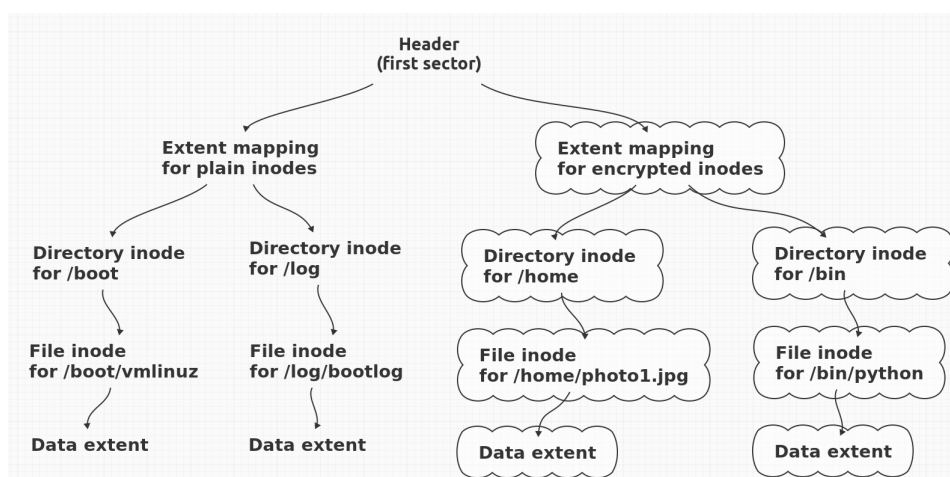 Header
(first sector)
Extent mapping
for plain inodes
Extent mapping
for encrypted inodes
Directory inode
for /boot
Directory inode
for /log
Directory inode
for /home
Directory inode
for /bin
File inode
for /boot/vmlinuz
File inode
for /log/bootlog
File inode
for /home/photo1.jpg
File inode
for /bin/python
Data extent
Data extent
Data extent
Data extent